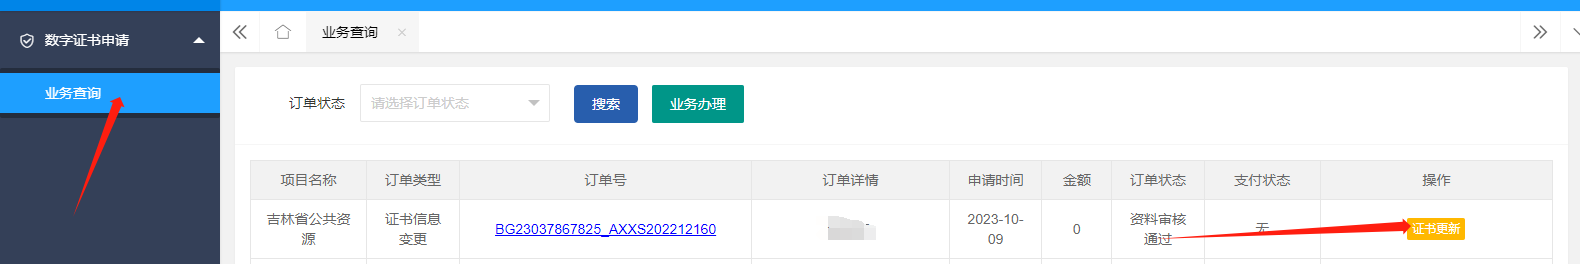 数字证书申请
业务查询
业务查询
订单状态
请选择订单状态
搜索
业务办理
项目名称
订单类型
订单号
订单详情
申请时间
金额
订单状态
支付状态
操作
吉林省公共资
源
证书信息
变更
BG23037867825_AXXS202212160
2023-10-
09
0
资料审核
通过
无
证书更新